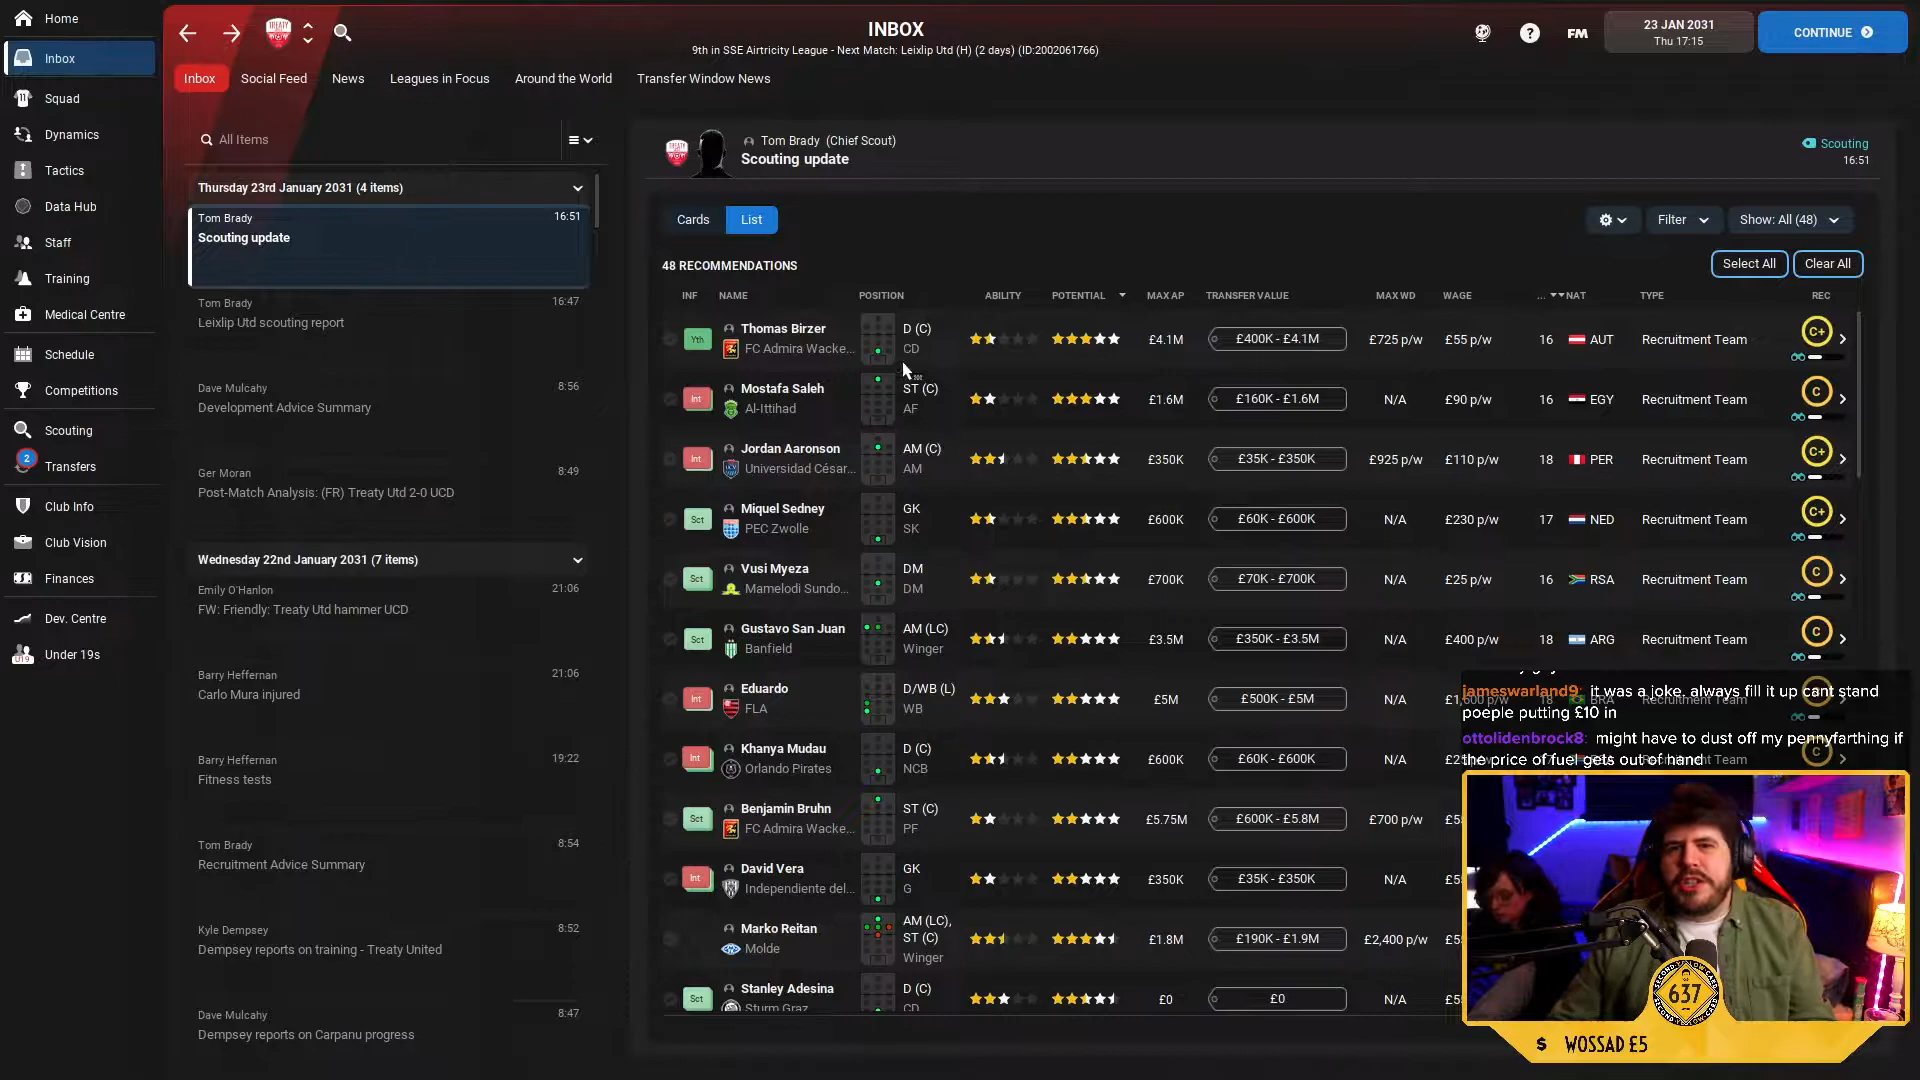 Home
Inbox
Squad
Dynamics
Tactics
Data Hub
Staff
Training
Medical Centre
Schedule
Competitions
Scouting
2
Transfers
Club Info
Club Vision
Finances
Dev. Centre
Under 19s
INBOX
9th in SSE Airtricity League - Next Match: Leixlip Utd (H) (2 days) (ID:2002061766)
FM
23 JAN 2031
Thu 17:15
CONTINUE
Inbox Social Feed News Leagues in Focus Around the World Transfer Window News
All Items
Thursday 23rd January 2031 (4 items)
Tom Brady 16:51
Scouting update
Tom Brady 16:47
Leixlip Utd scouting report
Dave Mulcahy 8:56
Development Advice Summary
Ger Moran 8:49
Post-Match Analysis: (FR) Treaty Utd 2-0 UCD
Wednesday 22nd January 2031 (7 items)
Emily O'Hanlon 21:06
FW: Friendly: Treaty Utd hammer UCD
Barry Heffernan 21:06
Carlo Mura injured
Barry Heffernan 19:22
Fitness tests
Tom Brady 8:54
Recruitment Advice Summary
Kyle Dempsey 8:52
Dempsey reports on training - Treaty United
Dave Mulcahy 8:47
Dempsey reports on Carpanu progress
Tom Brady (Chief Scout)
Scouting update
Scouting
16:51
Cards List
Filter Show: All (48)
48 RECOMMENDATIONS
Select All Clear All
INF NAME POSITION ABILITY POTENTIAL MAX AP TRANSFER VALUE MAX WD WAGE ... NAT TYPE REC
Yth Thomas Birzer D (C) £4.1M £400K - £4.1M £725 p/w £55 p/w 16 AUT Recruitment Team C+
FC Admira Wacke... CD
Int Mostafa Saleh ST (C) £1.6M £160K - £1.6M N/A £90 p/w 16 EGY Recruitment Team C
Al-Ittihad AF
Int Jordan Aaronson AM (C) £350K £35K - £350K £925 p/w £110 p/w 18 PER Recruitment Team C+
Universidad César... AM
Sct Miquel Sedney GK £600K £60K - £600K N/A £230 p/w 17 NED Recruitment Team C+
PEC Zwolle SK
Sct Vusi Myeza DM £700K £70K - £700K N/A £25 p/w 16 RSA Recruitment Team C
Mamelodi Sundo... DM
Sct Gustavo San Juan AM (LC) £3.5M £350K - £3.5M N/A £400 p/w 18 ARG Recruitment Team C
Banfield Winger
Int Eduardo D/WB (L) £5M £500K - £5M N/A 18 BRA Recruitment Team
FLA WB
Int Khanya Mudau D (C) £600K £60K - £600K N/A
Orlando Pirates NCB
Sct Benjamin Bruhn ST (C) £5.75M £600K - £5.8M £700 p/w
FC Admira Wacke... PF
Int David Vera GK £350K £35K - £350K N/A
Independiente del... G
Marko Reitan AM (LC), ST (C) £1.8M £190K - £1.9M £2,400 p/w
Molde Winger
Sct Stanley Adesina D (C) £0 £0 N/A
Sturm Graz CD
jameswarland9: it was a joke. always fill it up cant stand
poeple putting £10 in
ottolidenbrock8: might have to dust off my pennyfarthing if
the price of fuel gets out of hand
637
$ WOSSAD £5